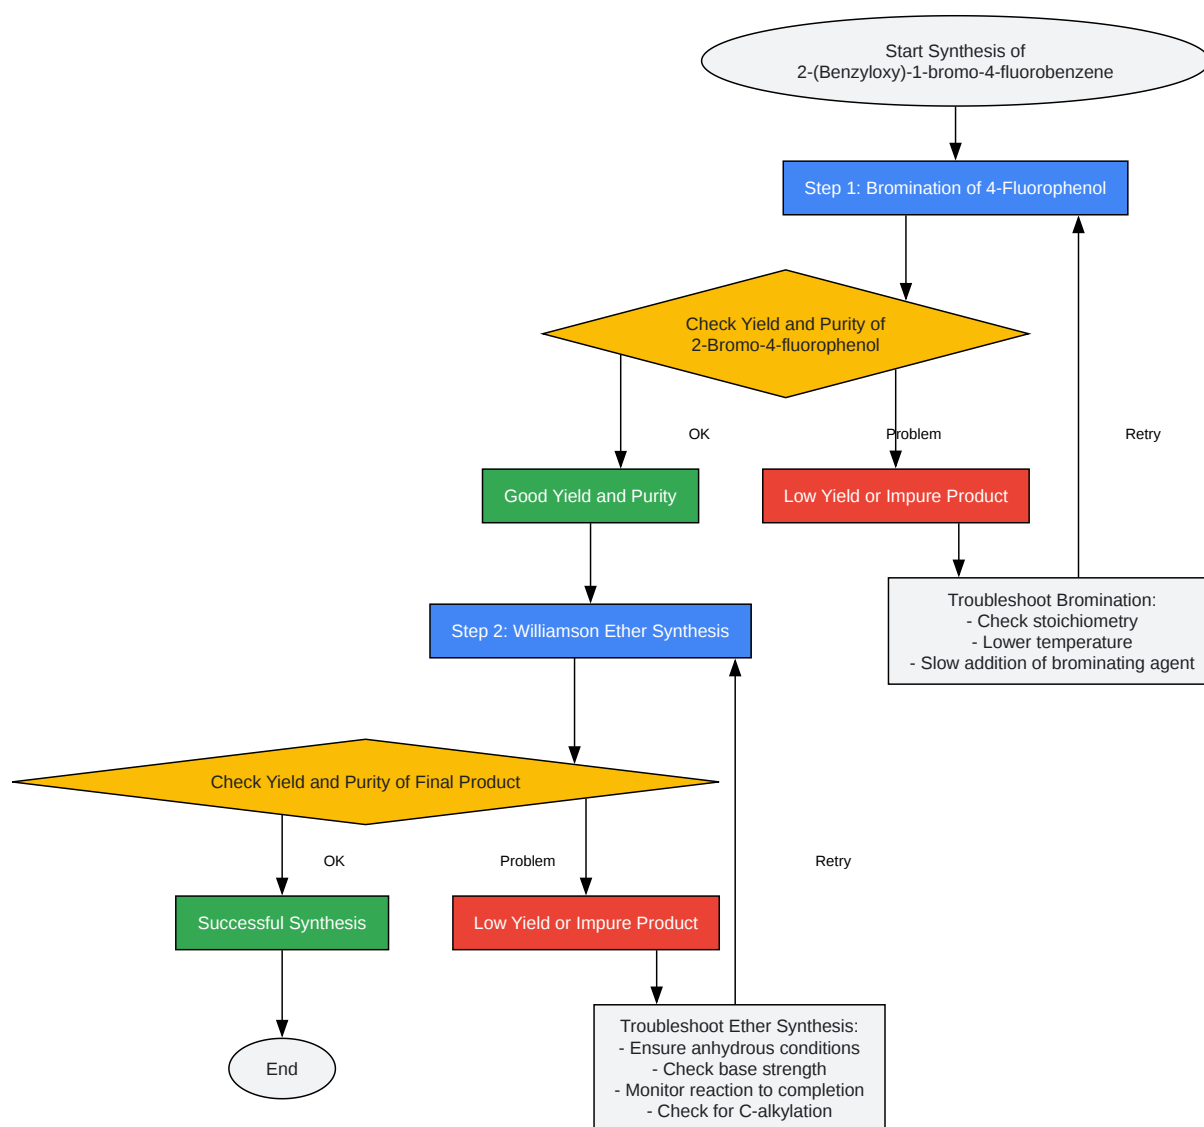 Start Synthesis of
2-(Benzyloxy)-1-bromo-4-fluorobenzene
Step 1: Bromination of 4-Fluorophenol
Check Yield and Purity of
2-Bromo-4-fluorophenol
OK
Problem
Retry
Good Yield and Purity
Low Yield or Impure Product
Troubleshoot Bromination:
- Check stoichiometry
- Lower temperature
- Slow addition of brominating agent
Step 2: Williamson Ether Synthesis
Check Yield and Purity of Final Product
OK
Problem
Retry
Successful Synthesis
Low Yield or Impure Product
Troubleshoot Ether Synthesis:
- Ensure anhydrous conditions
- Check base strength
- Monitor reaction to completion
- Check for C-alkylation
End